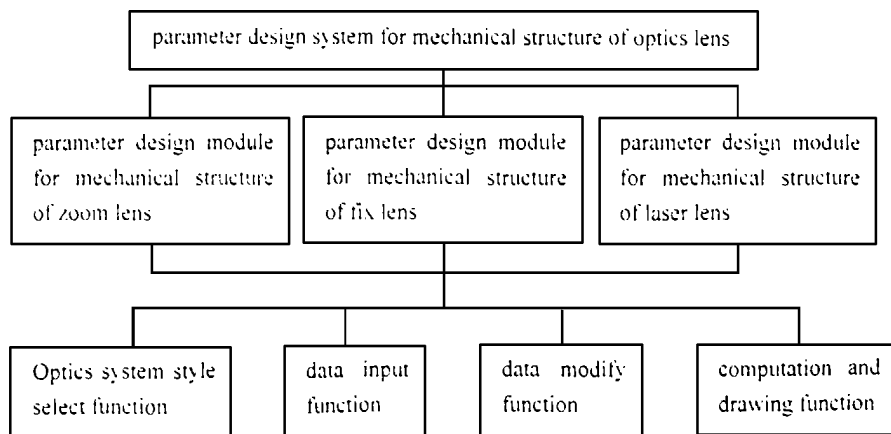 parameter design system for mechanical structure of optics lens
parameter design module
for mechanical structure
of zoom lens
parameter design module
for mechanical structure
of fix lens
parameter design module
for mechanical structure
of laser lens
Optics system style
select function
data input
function
data modify
function
computation and
drawing function